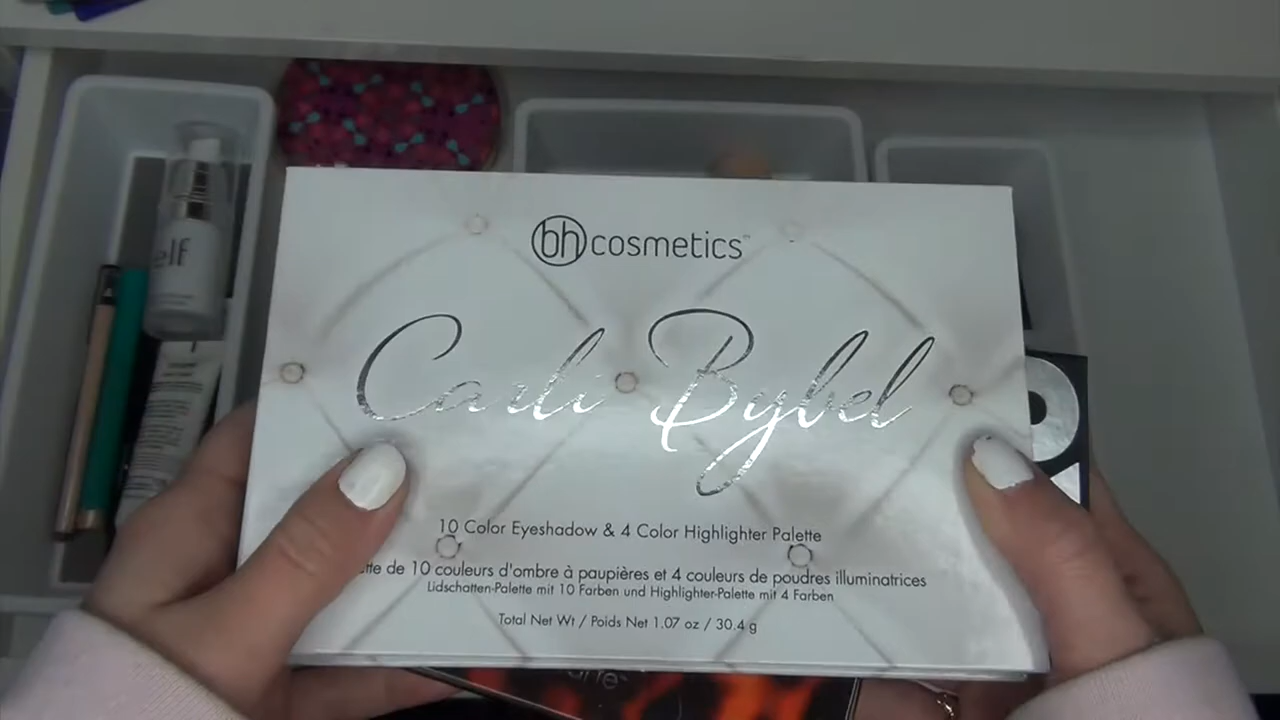 bh cosmetics™
elf
Carli Bybel
10 Color Eyeshadow & 4 Color Highlighter Palette
de 10 couleurs d'ombre à paupières et 4 couleurs de poudres illuminatrices
Lidschatten-Palette mit 10 Farben und Highlighter-Palette mit 4 Farben
Total Net Wt / Poids Net 1.07 oz / 30.4 g